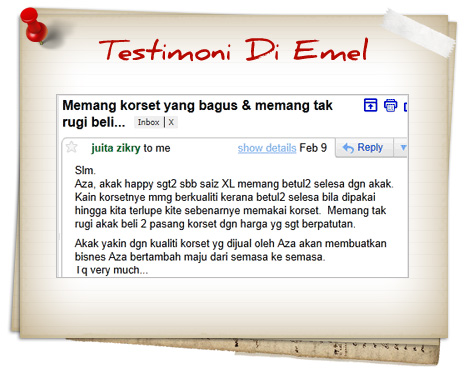 Testimoni Di Emel
Memang korset yang bagus & memang tak
rugi beli... Inbox | X
juita zikry to me show details Feb 9 Reply
Slm.
Aza, akak happy sgt2 sbb saiz XL memang betul2 selesa dgn akak.
Kain korsetnye mmg berkualiti kerana betul2 selesa bila dipakai
hingga kita terlupe kite sebenarnye memakai korset. Memang tak
rugi akak beli 2 pasang korset dgn harga yg sgt berpatutan.
Akak yakin dgn kualiti korset yg dijual oleh Aza akan membuatkan
bisnes Aza bertambah maju dari semasa ke semasa.
Tq very much...